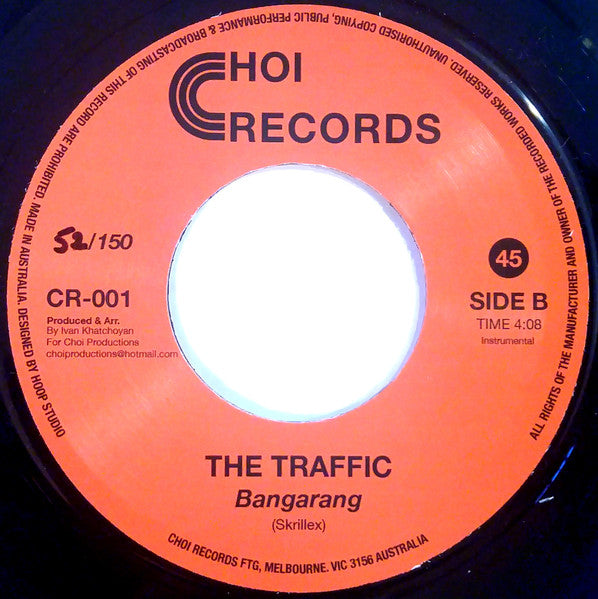 ALL RIGHTS OF THE MANUFACTURER AND OWNER OF THE RECORDED WORKS RESERVED. UNAUTHORISED COPYING, PUBLIC PERFORMANCE & BROADCASTING OF THIS RECORD ARE PROHIBITED. MADE IN AUSTRALIA. DESIGNED BY HOOP STUDIO
CHOI
RECORDS
52/150
CR-001
Produced & Arr.
By Ivan Khatchoyan
For Choi Productions
choiproductions@hotmail.com
45
SIDE B
TIME 4:08
Instrumental
THE TRAFFIC
Bangarang
(Skrillex)
CHOI RECORDS FTG, MELBOURNE. VIC 3156 AUSTRALIA